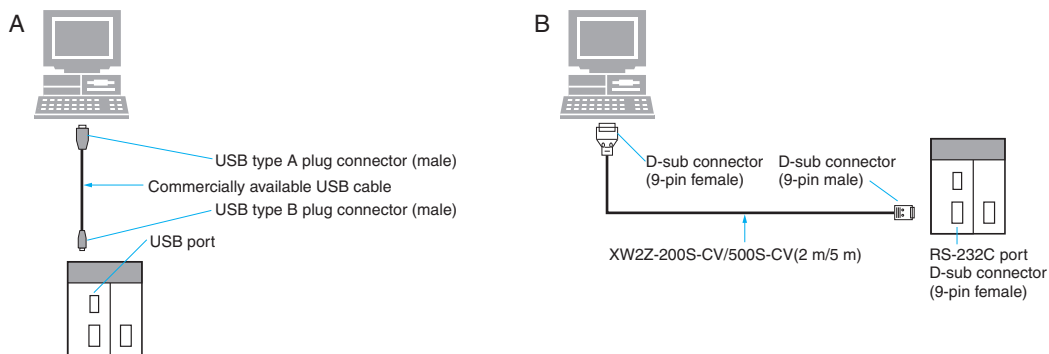 A
USB type A plug connector (male)
Commercially available USB cable
USB type B plug connector (male)
USB port
B
D-sub connector
(9-pin female)
D-sub connector
(9-pin male)
XW2Z-200S-CV/500S-CV(2 m/5 m)
RS-232C port
D-sub connector
(9-pin female)